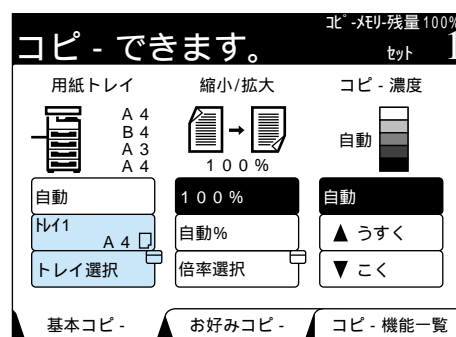 ｺﾋﾟ-ﾒﾓﾘ-残量100%
コピ-できます。
ｾｯﾄ 1
用紙トレイ 縮小/拡大 コピ-濃度
A4
B4
A3
A4
100%
自動
自動 100% 自動
ﾄﾚｲ1
A4
自動% ▲ うすく
トレイ選択 倍率選択 ▼ こく
基本コピ- お好みコピ- コピ-機能一覧